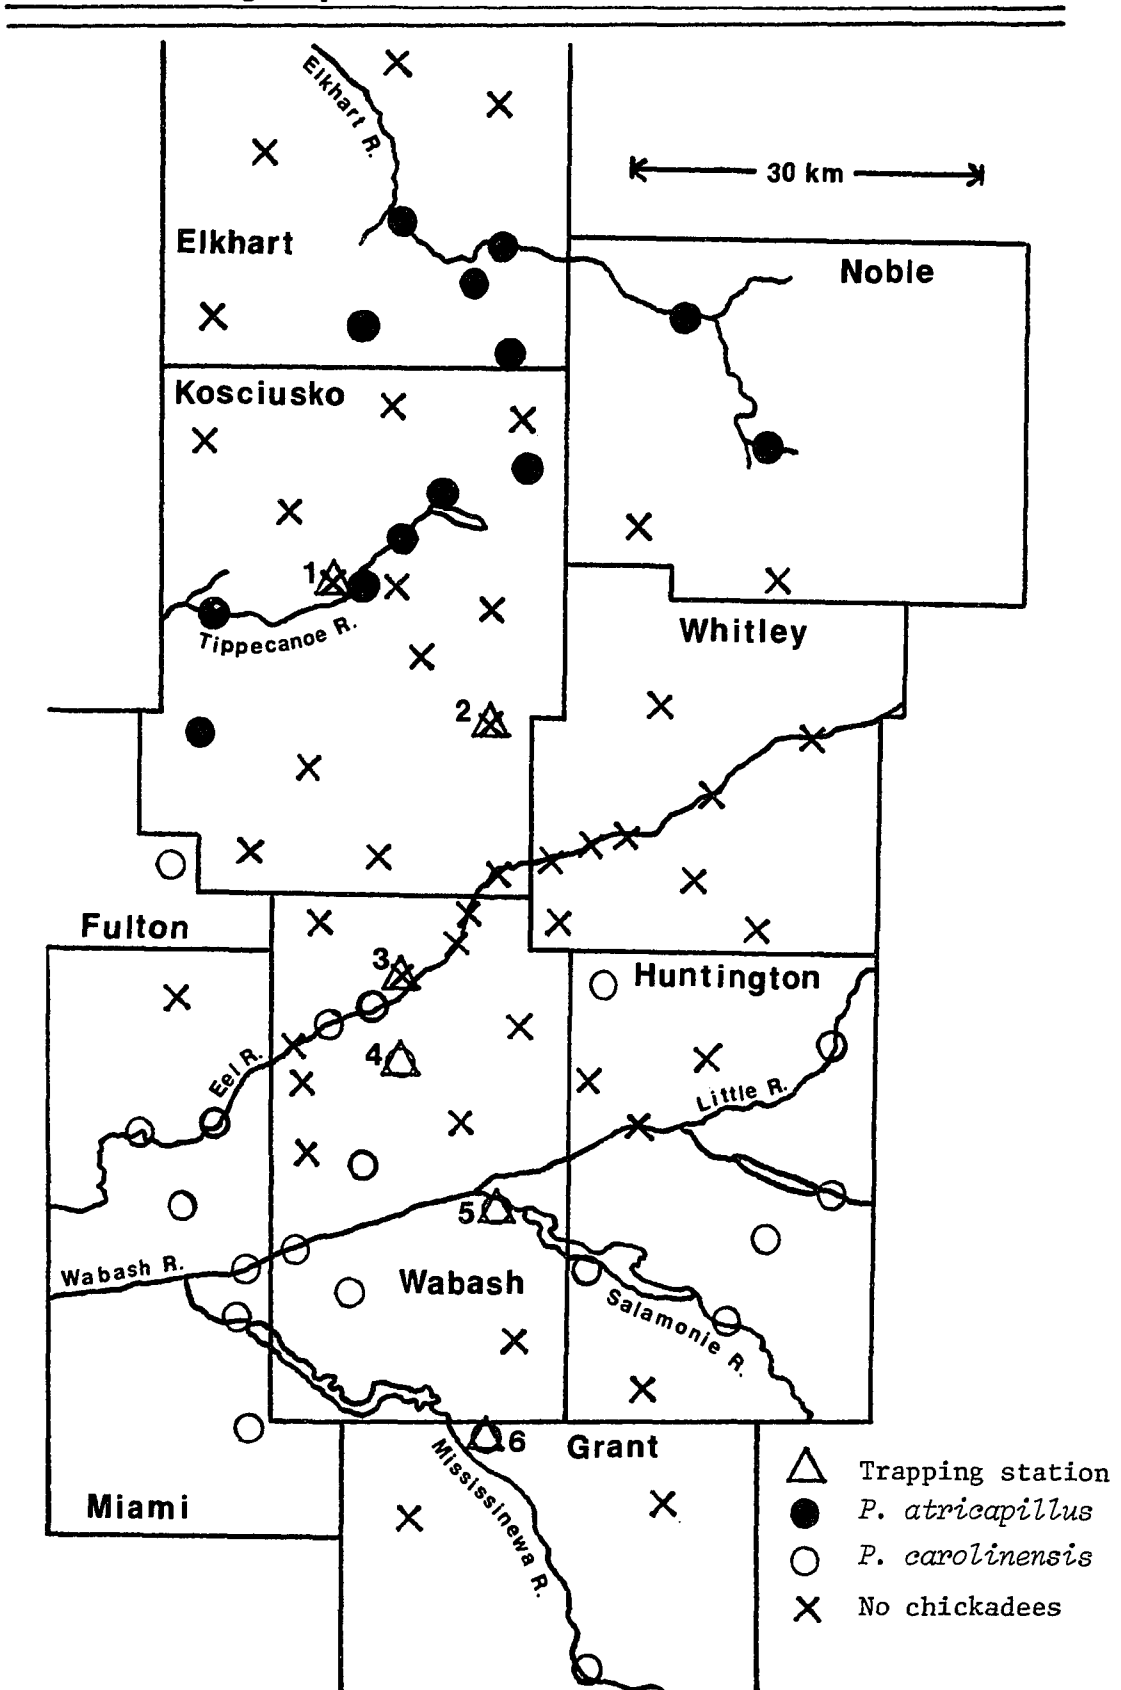 Elkhart R.
30 km
Elkhart
Noble
Kosciusko
1
Tippecanoe R.
Whitley
2
Fulton
3
Huntington
4
Eel R.
Little R.
5
Wabash R.
Wabash
Salamonie R.
6
Grant
Mississinewa R.
Miami
Trapping station
P. atricapillus
P. carolinensis
No chickadees